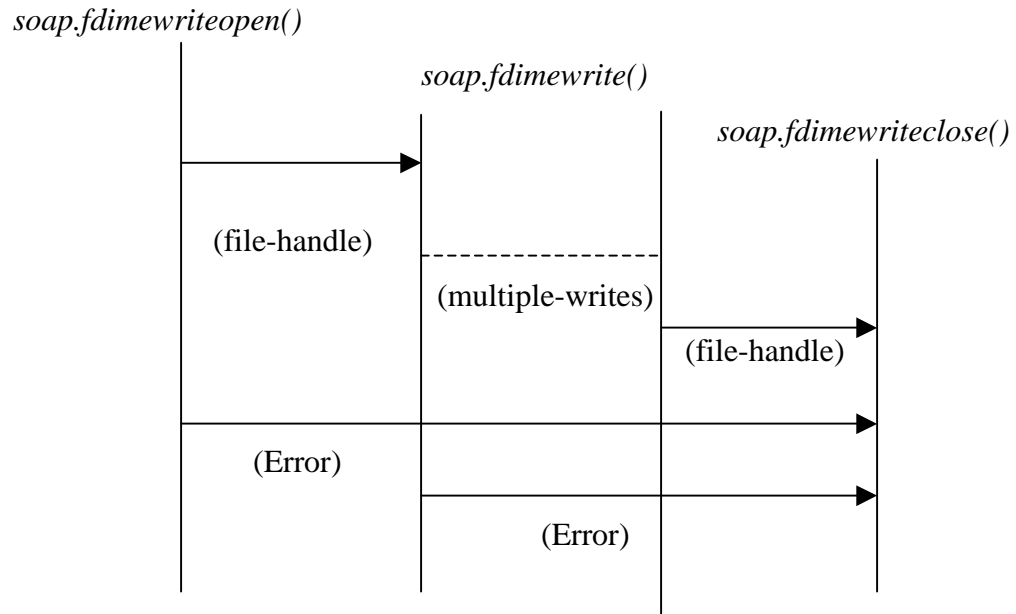 soap.fdimewriteopen()
soap.fdimewrite()
soap.fdimewriteclose()
(file-handle)
(multiple-writes)
(file-handle)
(Error)
(Error)